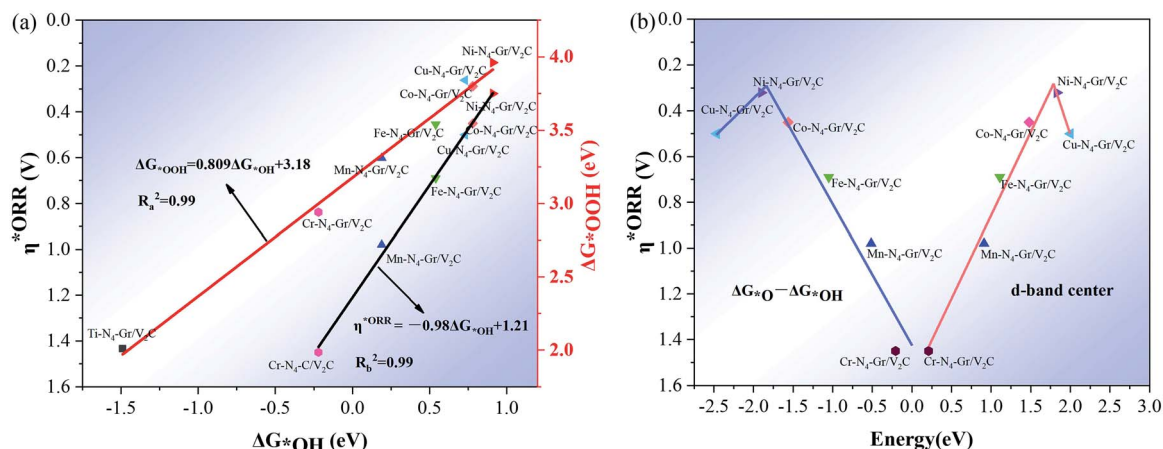 (a)
0.0
0.2
0.4
0.6
0.8
1.0
1.2
1.4
1.6
η*ORR (V)
-1.5
-1.0
-0.5
0.0
0.5
1.0
ΔG*OH (eV)
4.0
3.5
3.0
2.5
2.0
ΔG*OOH (eV)
Ni-N₄-Gr/V₂C
Cu-N₄-Gr/V₂C
Co-N₄-Gr/V₂C
Ni-N₄-Gr/V₂C
Fe-N₄-Gr/V₂C
Co-N₄-Gr/V₂C
Cu-N₄-Gr/V₂C
Mn-N₄-Gr/V₂C
Fe-N₄-Gr/V₂C
ΔG*OOH=0.809ΔG*OH+3.18
Rₐ²=0.99
Cr-N₄-Gr/V₂C
Mn-N₄-Gr/V₂C
Ti-N₄-Gr/V₂C
η*ORR = −0.98ΔG*OH+1.21
Cr-N₄-C/V₂C
R_b²=0.99
(b)
0.0
0.2
0.4
0.6
0.8
1.0
1.2
1.4
1.6
η*ORR (V)
-2.5
-2.0
-1.5
-1.0
-0.5
0.0
0.5
1.0
1.5
2.0
2.5
3.0
Energy(eV)
Ni-N₄-Gr/V₂C
Ni-N₄-Gr/V₂C
Cu-N₄-Gr/V₂C
Co-N₄-Gr/V₂C
Co-N₄-Gr/V₂C
Cu-N₄-Gr/V₂C
Fe-N₄-Gr/V₂C
Fe-N₄-Gr/V₂C
Mn-N₄-Gr/V₂C
Mn-N₄-Gr/V₂C
ΔG*O−ΔG*OH
d-band center
Cr-N₄-Gr/V₂C
Cr-N₄-Gr/V₂C